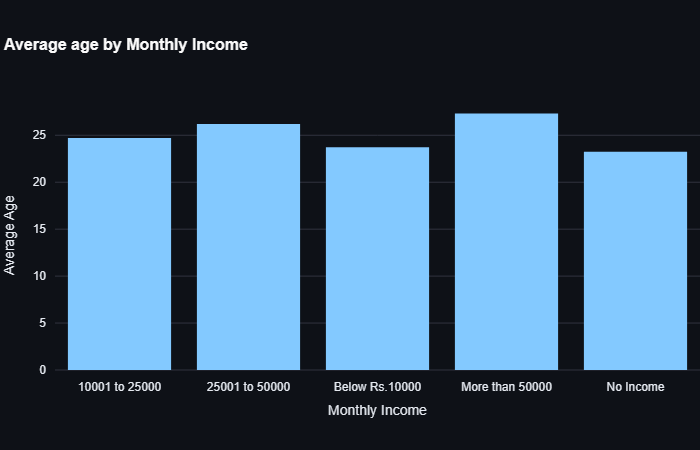 Average age by Monthly Income
Average Age
25
20
15
10
5
0
10001 to 25000
25001 to 50000
Below Rs.10000
More than 50000
No Income
Monthly Income